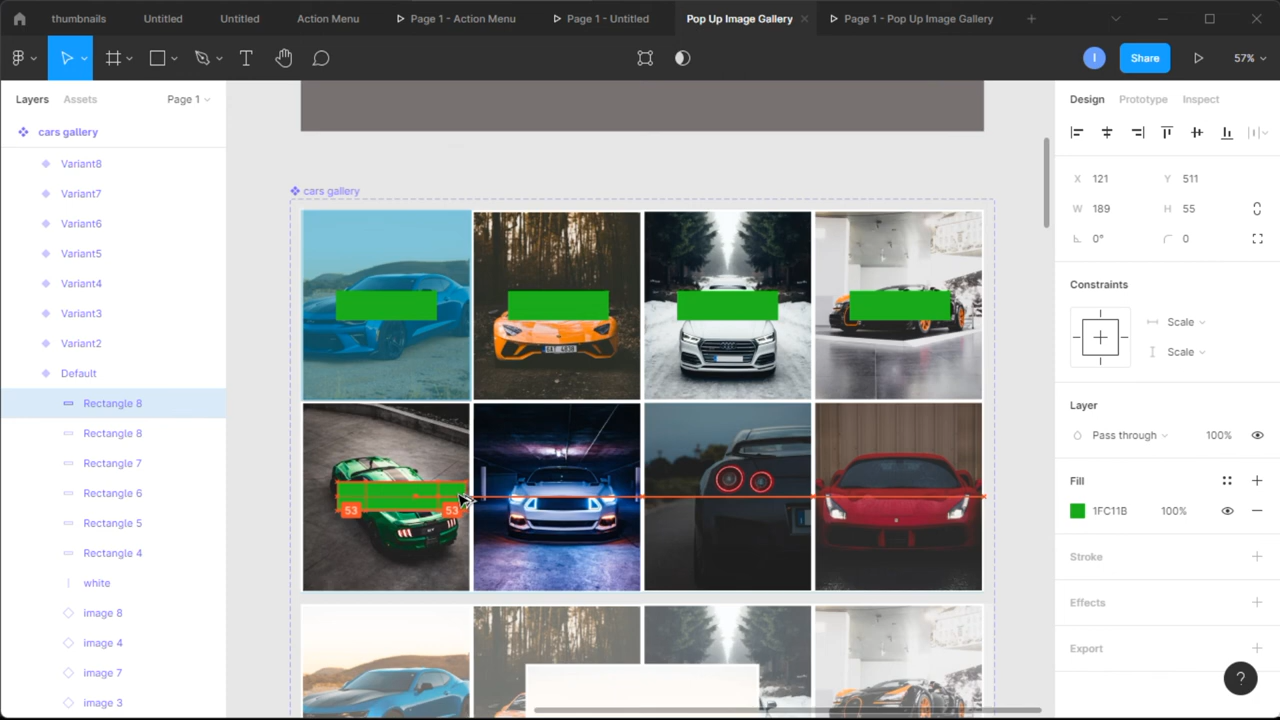 thumbnails
Untitled
Untitled
Action Menu
Page 1 - Action Menu
Page 1 - Untitled
Pop Up Image Gallery
Page 1 - Pop Up Image Gallery
I
Share
57%
Layers
Assets
Page 1
Design
Prototype
Inspect
cars gallery
Variant8
Variant7
Variant6
Variant5
Variant4
Variant3
Variant2
Default
Rectangle 8
Rectangle 8
Rectangle 7
Rectangle 6
Rectangle 5
Rectangle 4
white
image 8
image 4
image 7
image 3
cars gallery
53
53
X 121
Y 511
W 189
H 55
0°
0
Constraints
Scale
Scale
Layer
Pass through
100%
Fill
1FC11B
100%
Stroke
Effects
Export
?